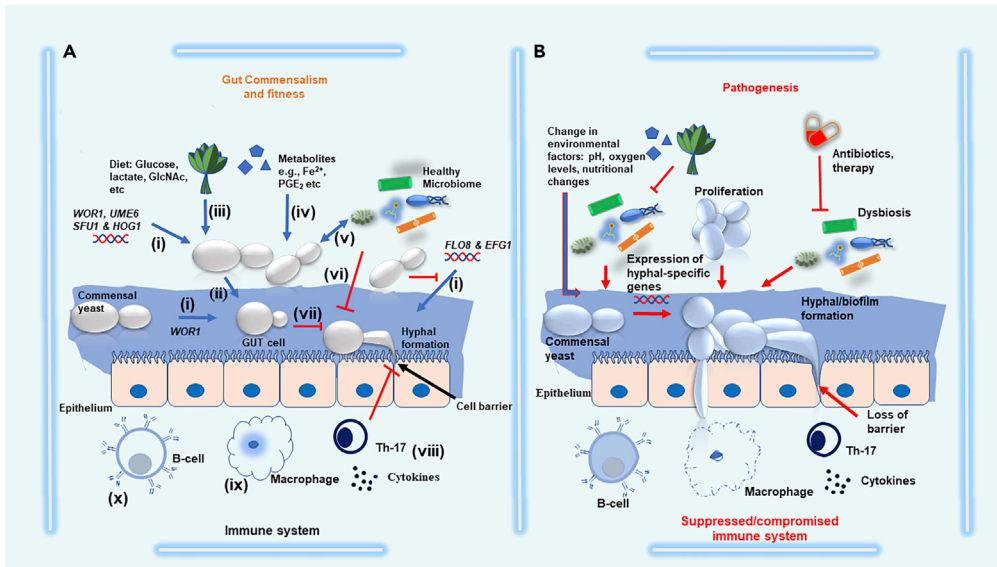 A
Gut Commensalism
and fitness
Diet: Glucose,
lactate, GlcNAc,
etc
Metabolites
e.g., Fe²⁺,
PGE₂ etc
Healthy
Microbiome
WOR1, UME6
SFU1 & HOG1
(i)
(iii)
(iv)
(v)
(vi)
FLO8 & EFG1
(i)
(ii)
Commensal
yeast
(i)
WOR1
(vii)
GUT cell
Hyphal
formation
Epithelium
Cell barrier
B-cell
(x)
(ix)
Macrophage
Th-17
(viii)
Cytokines
Immune system
B
Pathogenesis
Change in
environmental
factors: pH, oxygen
levels, nutritional
changes
Proliferation
Antibiotics,
therapy
Dysbiosis
Expression of
hyphal-specific
genes
Hyphal/biofilm
formation
Commensal
yeast
Epithelium
Loss of
barrier
B-cell
Macrophage
Th-17
Cytokines
Suppressed/compromised
immune system